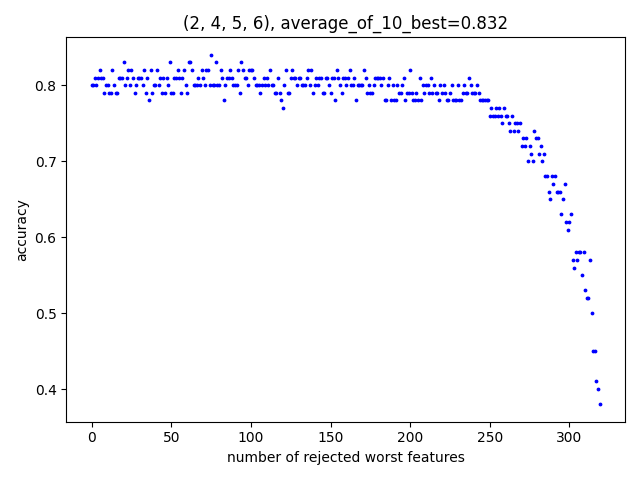 (2, 4, 5, 6), average_of_10_best=0.832
accuracy
0.8
0.7
0.6
0.5
0.4
0 50 100 150 200 250 300
number of rejected worst features